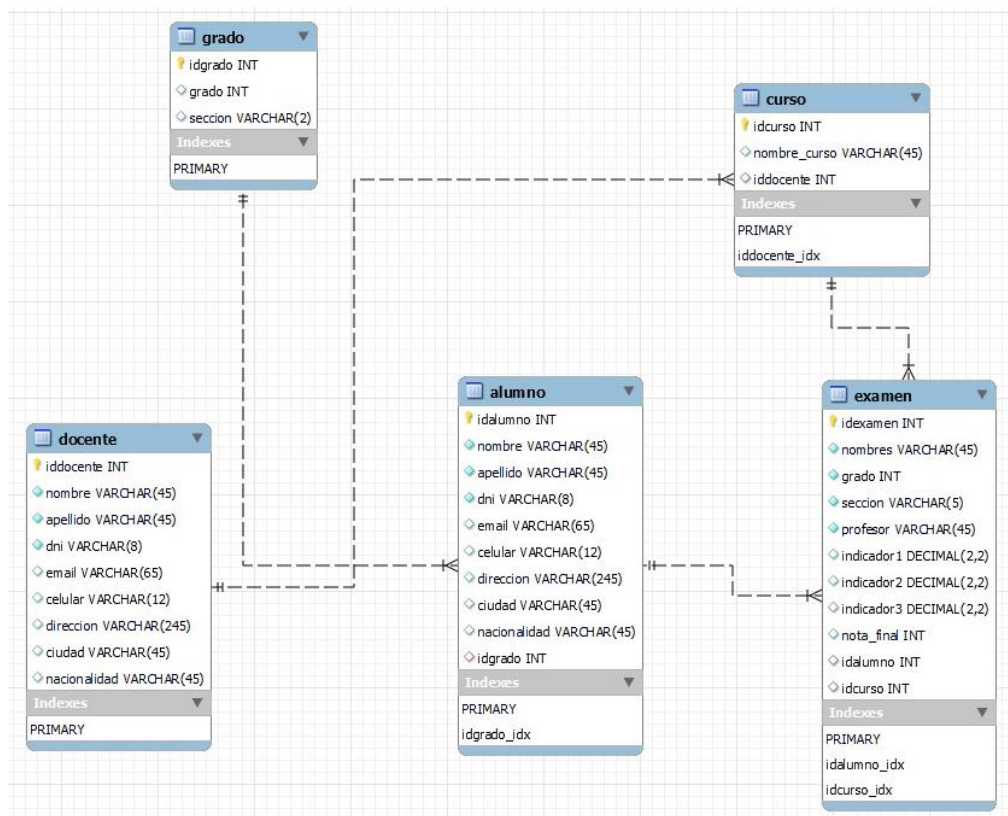 grado
idgrado INT
grado INT
seccion VARCHAR(2)
Indexes
PRIMARY
curso
idcurso INT
nombre_curso VARCHAR(45)
iddocente INT
Indexes
PRIMARY
iddocente_idx
docente
iddocente INT
nombre VARCHAR(45)
apellido VARCHAR(45)
dni VARCHAR(8)
email VARCHAR(65)
celular VARCHAR(12)
direccion VARCHAR(245)
ciudad VARCHAR(45)
nacionalidad VARCHAR(45)
Indexes
PRIMARY
alumno
idalumno INT
nombre VARCHAR(45)
apellido VARCHAR(45)
dni VARCHAR(8)
email VARCHAR(65)
celular VARCHAR(12)
direccion VARCHAR(245)
ciudad VARCHAR(45)
nacionalidad VARCHAR(45)
idgrado INT
Indexes
PRIMARY
idgrado_idx
examen
idexamen INT
nombres VARCHAR(45)
grado INT
seccion VARCHAR(5)
profesor VARCHAR(45)
indicador1 DECIMAL(2,2)
indicador2 DECIMAL(2,2)
indicador3 DECIMAL(2,2)
nota_final INT
idalumno INT
idcurso INT
Indexes
PRIMARY
idalumno_idx
idcurso_idx